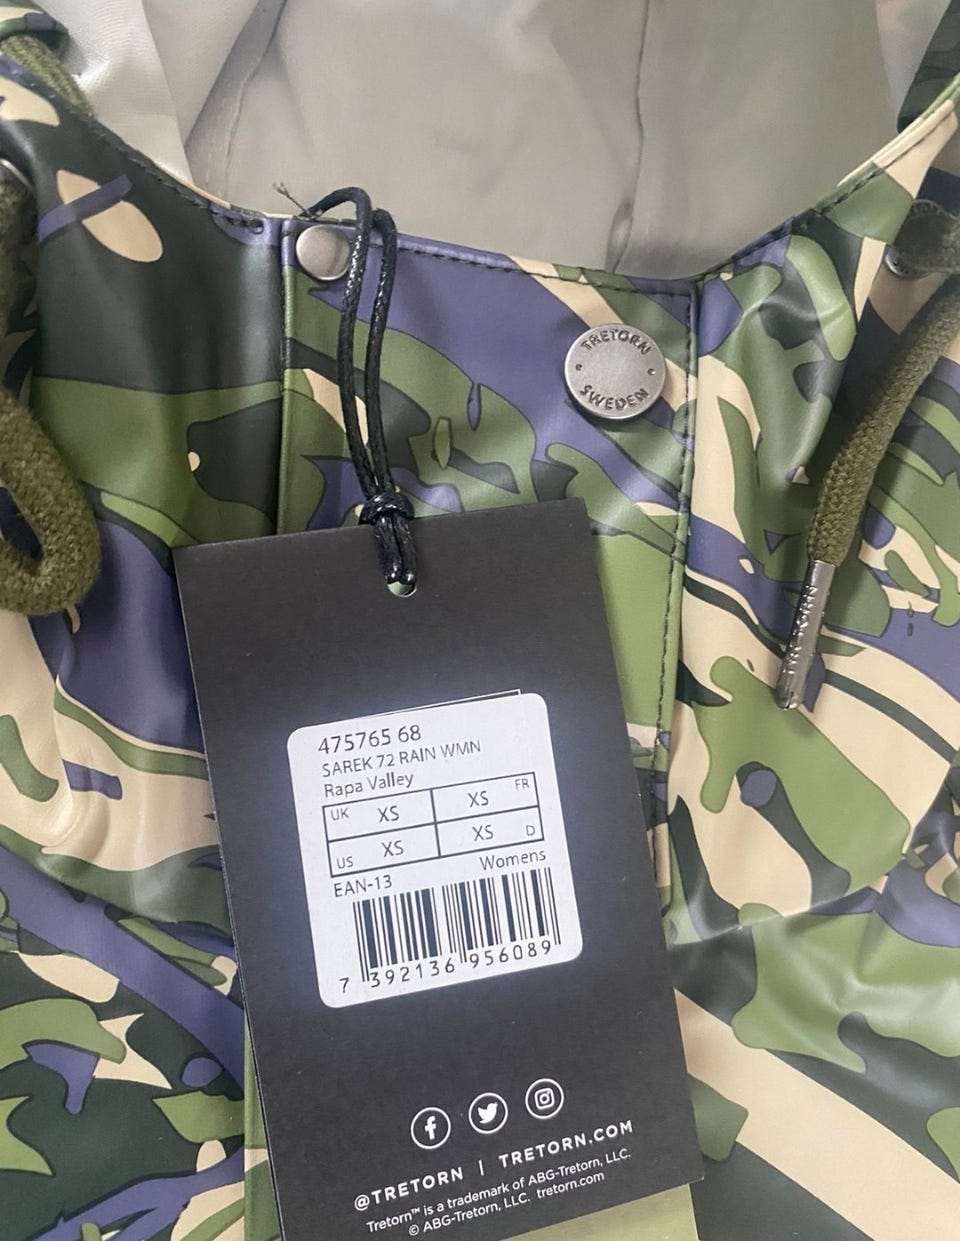 TRETORN
SWEDEN
TRETORN
475765 68
SAREK 72 RAIN WMN
Rapa Valley
UK XS XS FR
US XS XS D
EAN-13 Womens
7 392136 956089
@TRETORN | TRETORN.COM
Tretorn™ is a trademark of ABG-Tretorn, LLC.
© ABG-Tretorn, LLC. tretorn.com